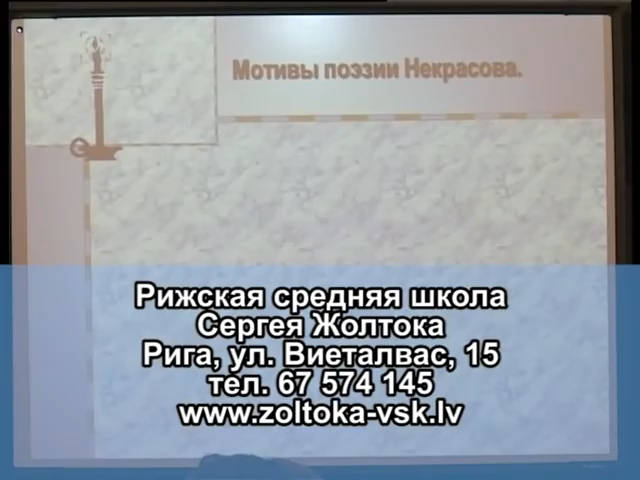 Мотивы поэзии Некрасова.
Рижская средняя школа
Сергея Жолтока
Рига, ул. Виеталвас, 15
тел. 67 574 145
www.zoltoka-vsk.lv